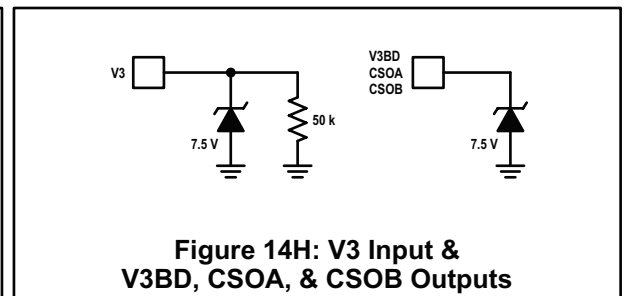 V3
7.5 V
50 k
V3BD
CSOA
CSOB
7.5 V
Figure 14H: V3 Input &
V3BD, CSOA, & CSOB Outputs